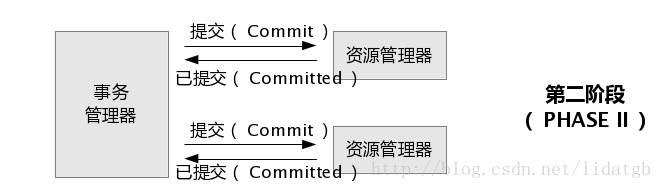 提交（ Commit ）
资源管理器
已提交（ Committed ）
事务
管理器
第二阶段
（ PHASE II ）
提交（ Commit ）
资源管理器
已提交（ Committed ）
http://blog.csdn.net/lidatgb